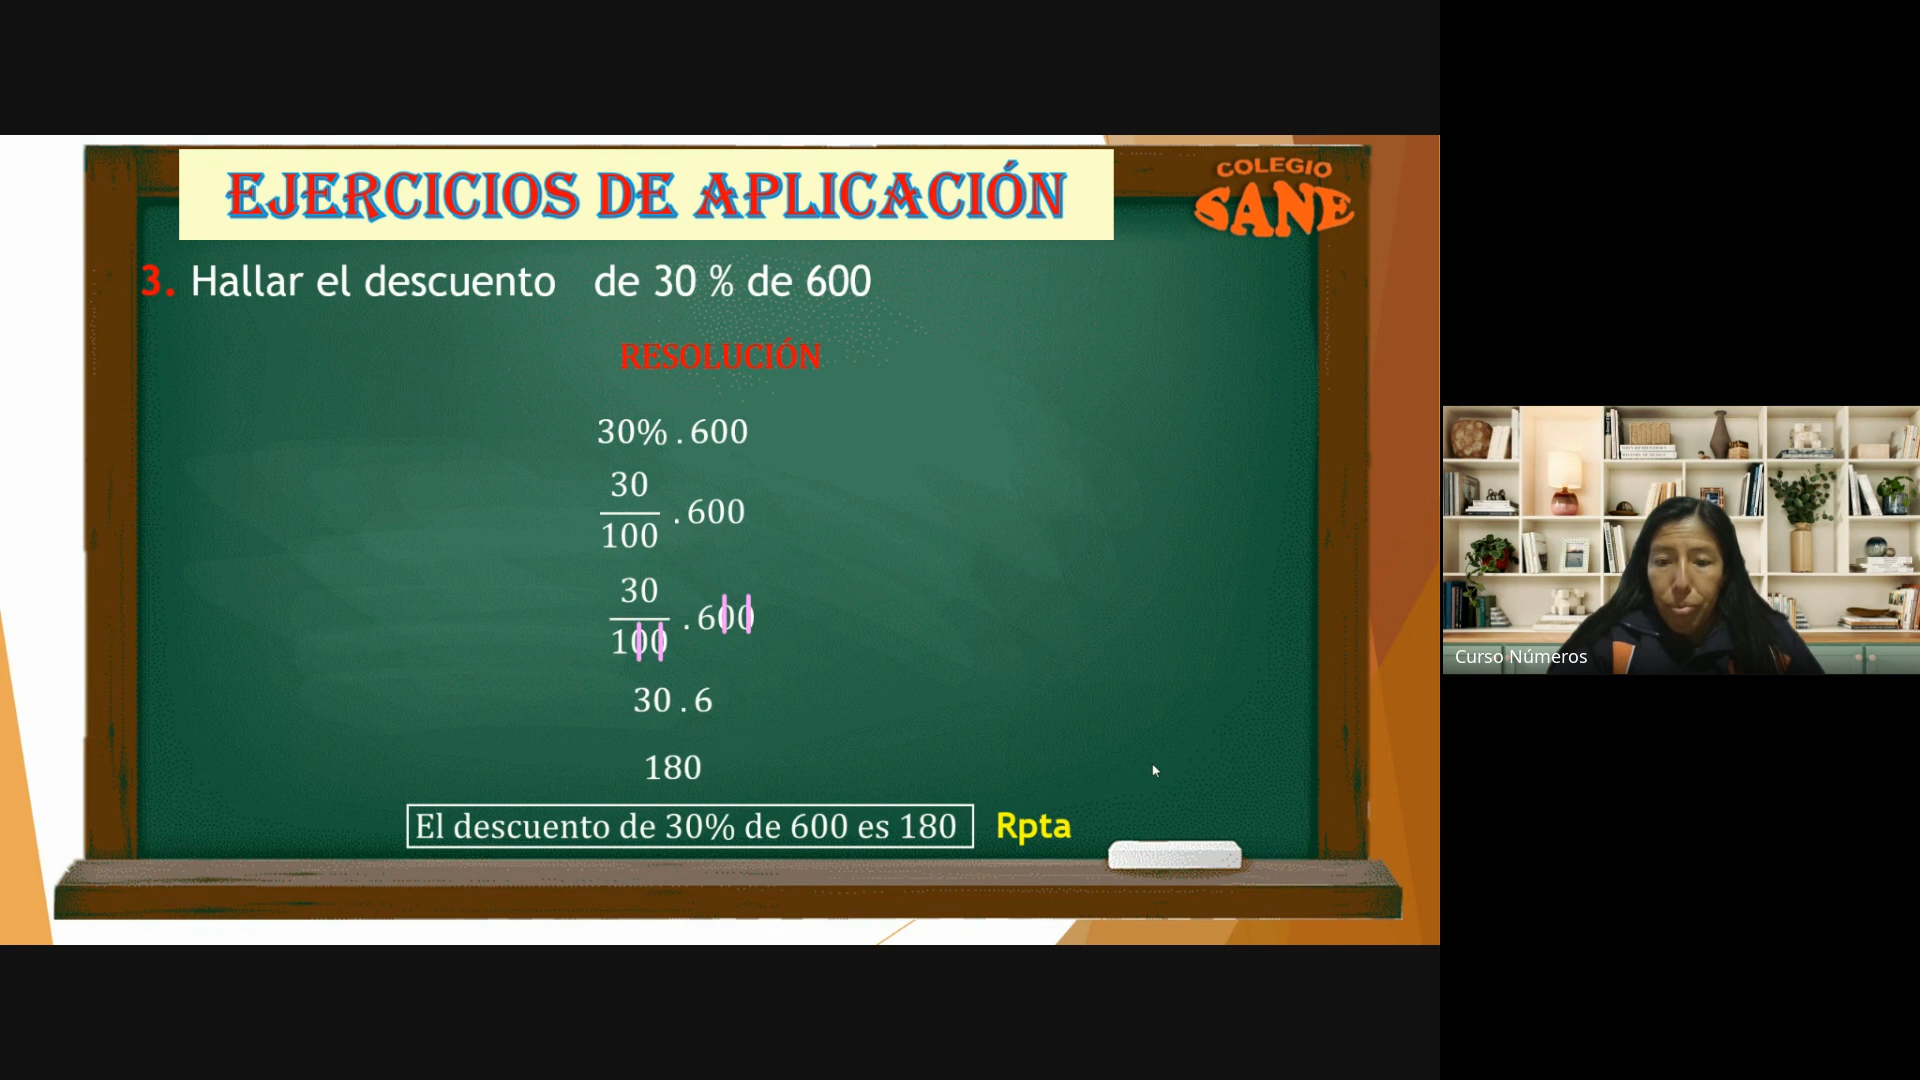 EJERCICIOS DE APLICACIÓN
COLEGIO
SANE
3. Hallar el descuento de 30 % de 600
RESOLUCIÓN
30% . 600
30
100
. 600
30
100
. 600
30 . 6
180
El descuento de 30% de 600 es 180 Rpta
Curso Números